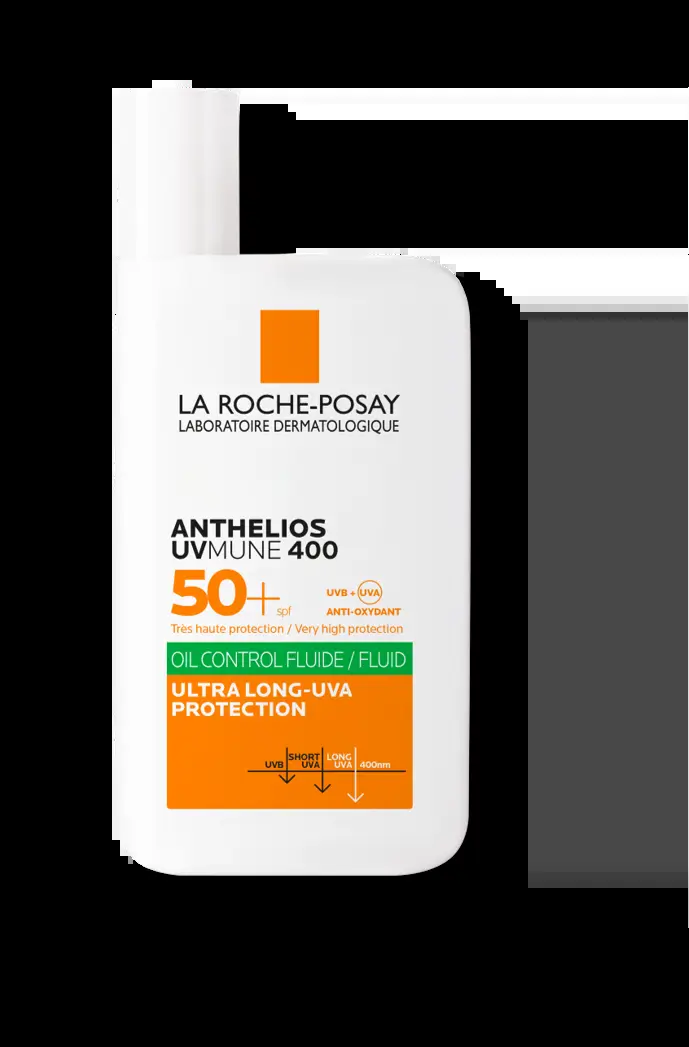 LA ROCHE-POSAY
LABORATOIRE DERMATOLOGIQUE
ANTHELIOS
UVMUNE 400
50+ spf
UVB + UVA
ANTI-OXYDANT
Très haute protection / Very high protection
OIL CONTROL FLUIDE / FLUID
ULTRA LONG-UVA
PROTECTION
UVB SHORT UVA LONG UVA 400nm